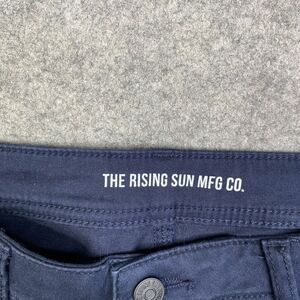 THE RISING SUN MFG CO.